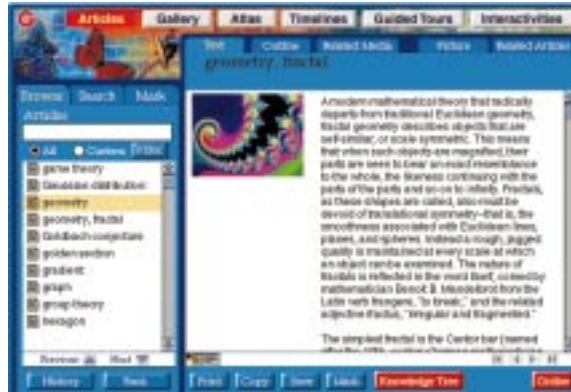 Articles Gallery Atlas Timelines Guided Tours Interactivities
Text Outline Related Media Picture Related Articles
geometry, fractal
Browse Search Mark
Articles
All Custom
game theory
Gaussian distribution
geometry
geometry, fractal
Goldbach conjecture
golden section
gradient
graph
group theory
hexagon
Previous Next
History Back
A modern mathematical theory that radically
departs from traditional Euclidean geometry,
fractal geometry describes objects that are
self-similar, or scale symmetric. This means
that when such objects are magnified, their
parts are seen to bear an exact resemblance
to the whole, the likeness continuing with the
parts of the parts and so on to infinity. Fractals,
as these shapes are called, also must be
devoid of translational symmetry--that is, the
smoothness associated with Euclidean lines,
planes, and spheres. Instead a rough, jagged
quality is maintained at every scale at which
an object can be examined. The nature of
fractals is reflected in the word itself, coined by
mathematician Benoit B. Mandelbrot from the
Latin verb frangere, "to break," and the related
adjective fractus, "irregular and fragmented."
The simplest fractal is the Cantor bar (named
Print Copy Save Mark Knowledge Tree Online